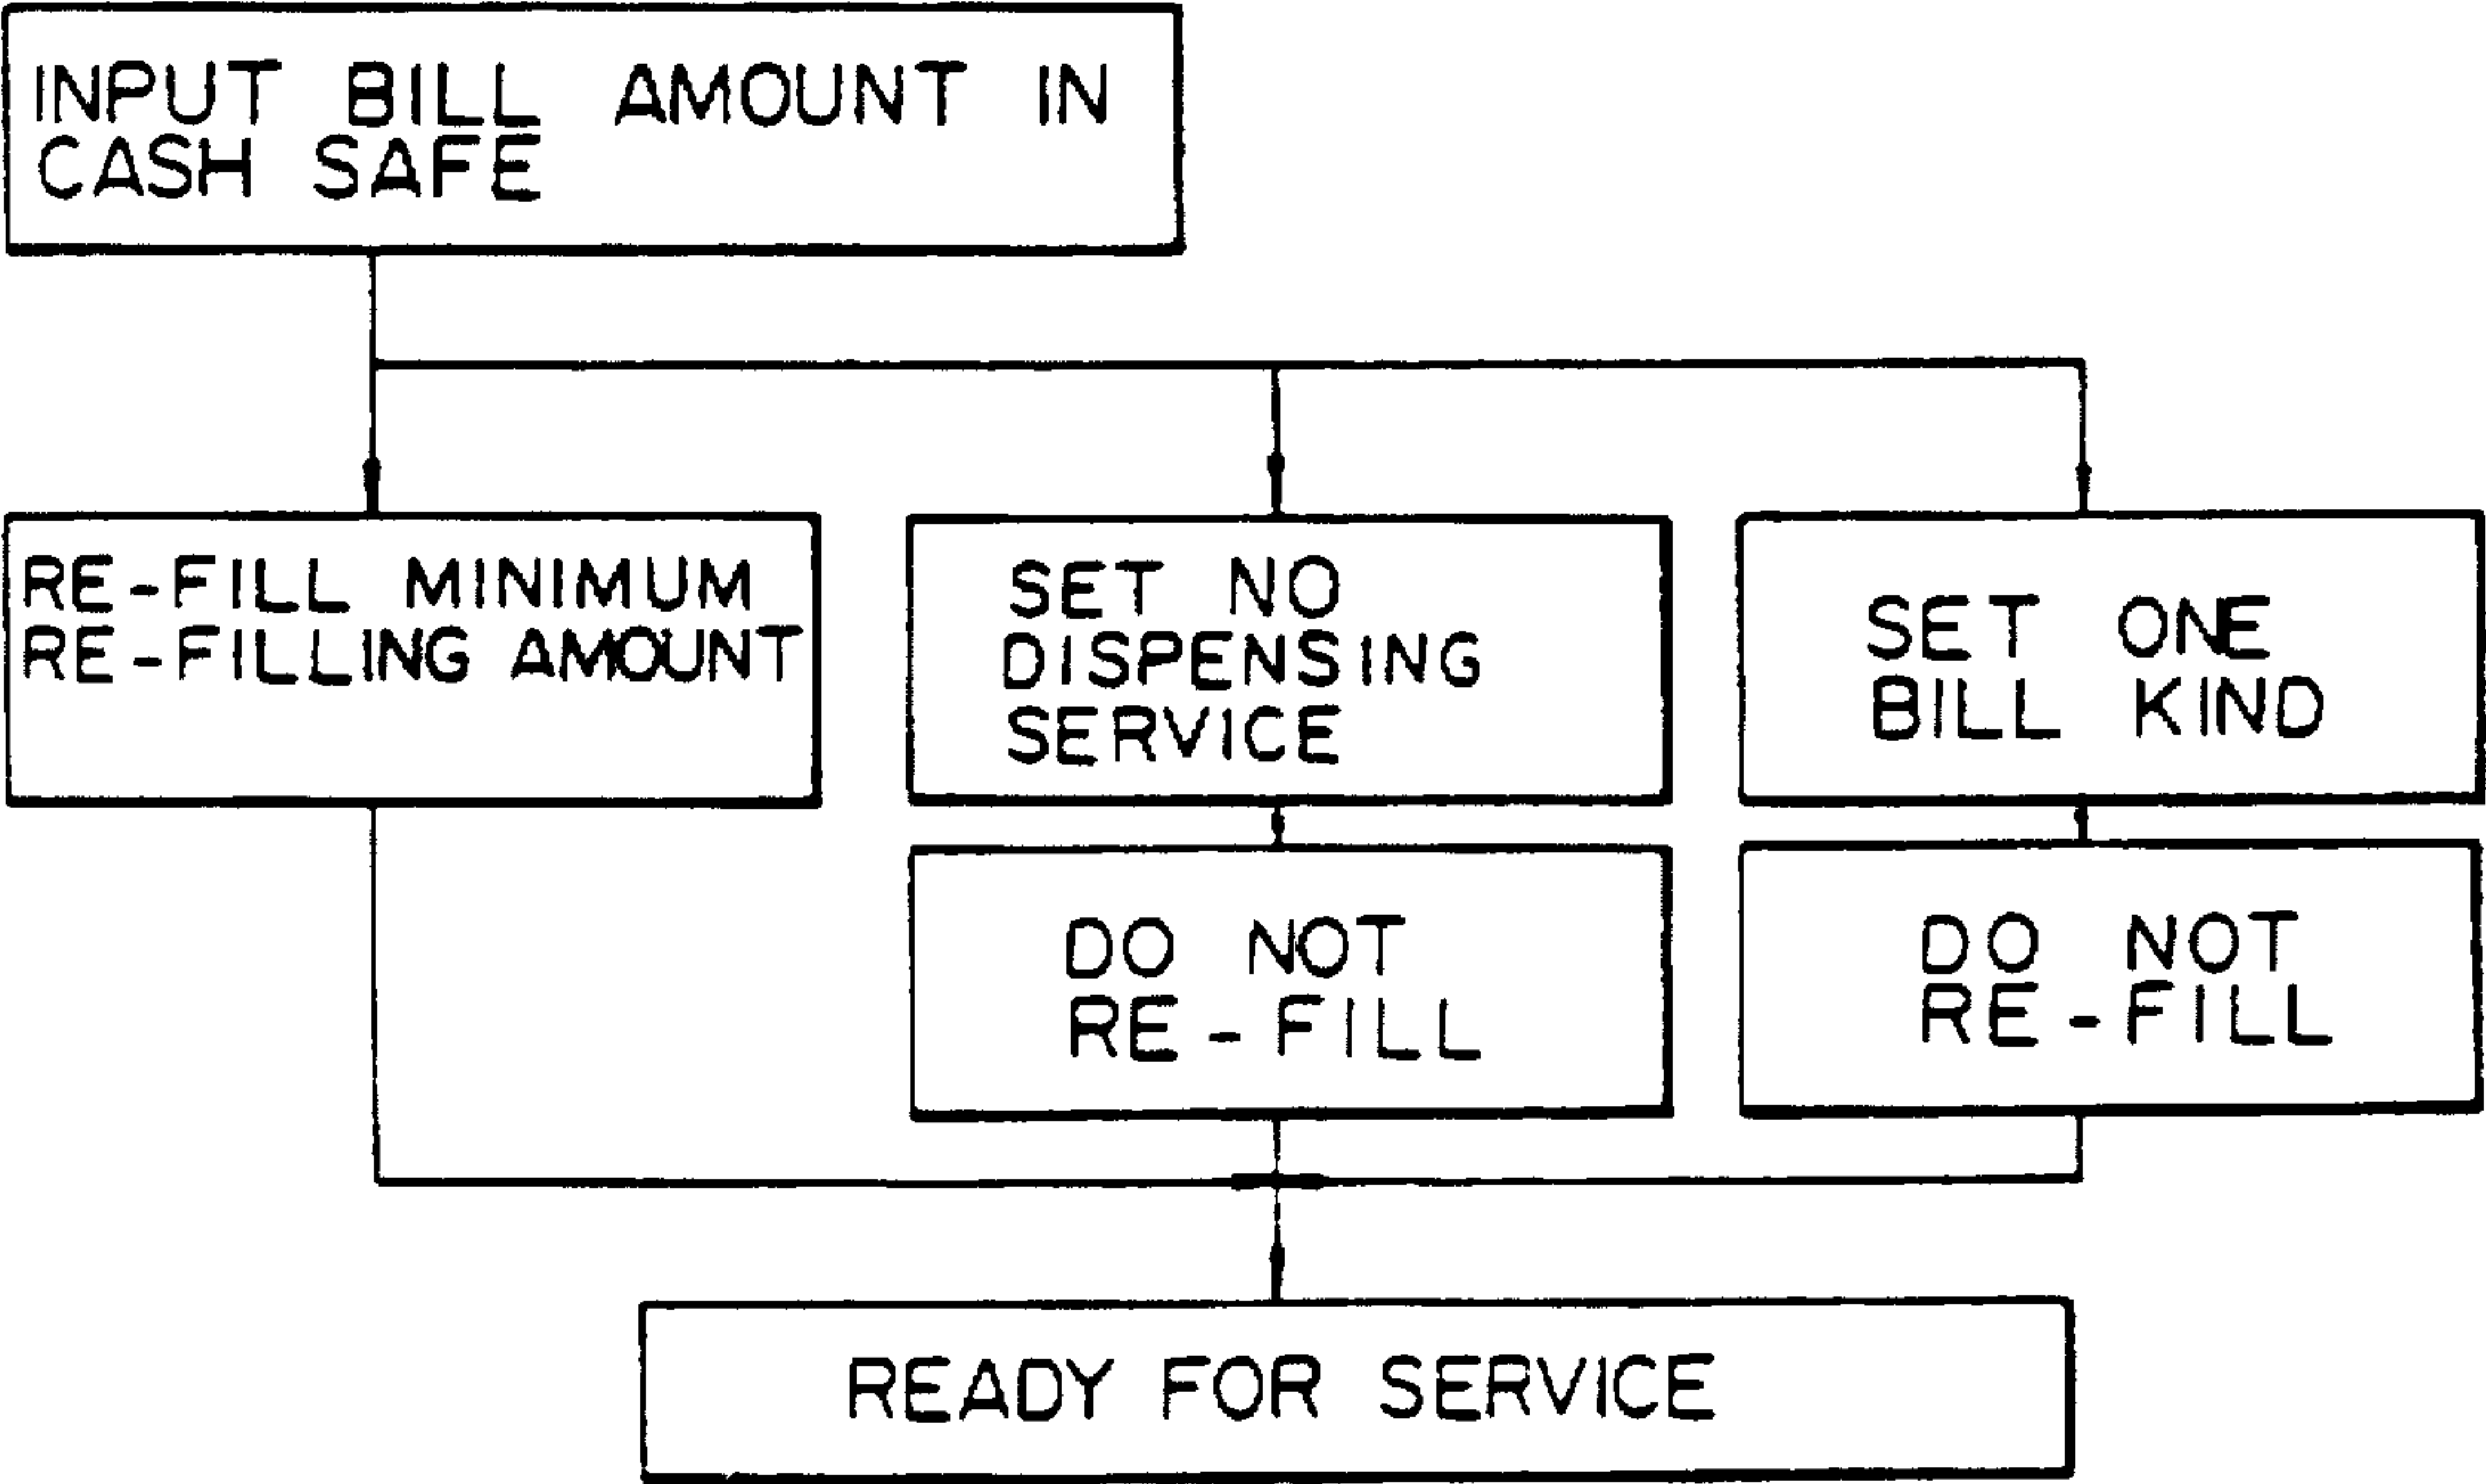 INPUT BILL AMOUNT IN
CASH SAFE
RE-FILL MINIMUM
RE-FILLING AMOUNT
SET NO
DISPENSING
SERVICE
SET ONE
BILL KIND
DO NOT
RE-FILL
DO NOT
RE-FILL
READY FOR SERVICE